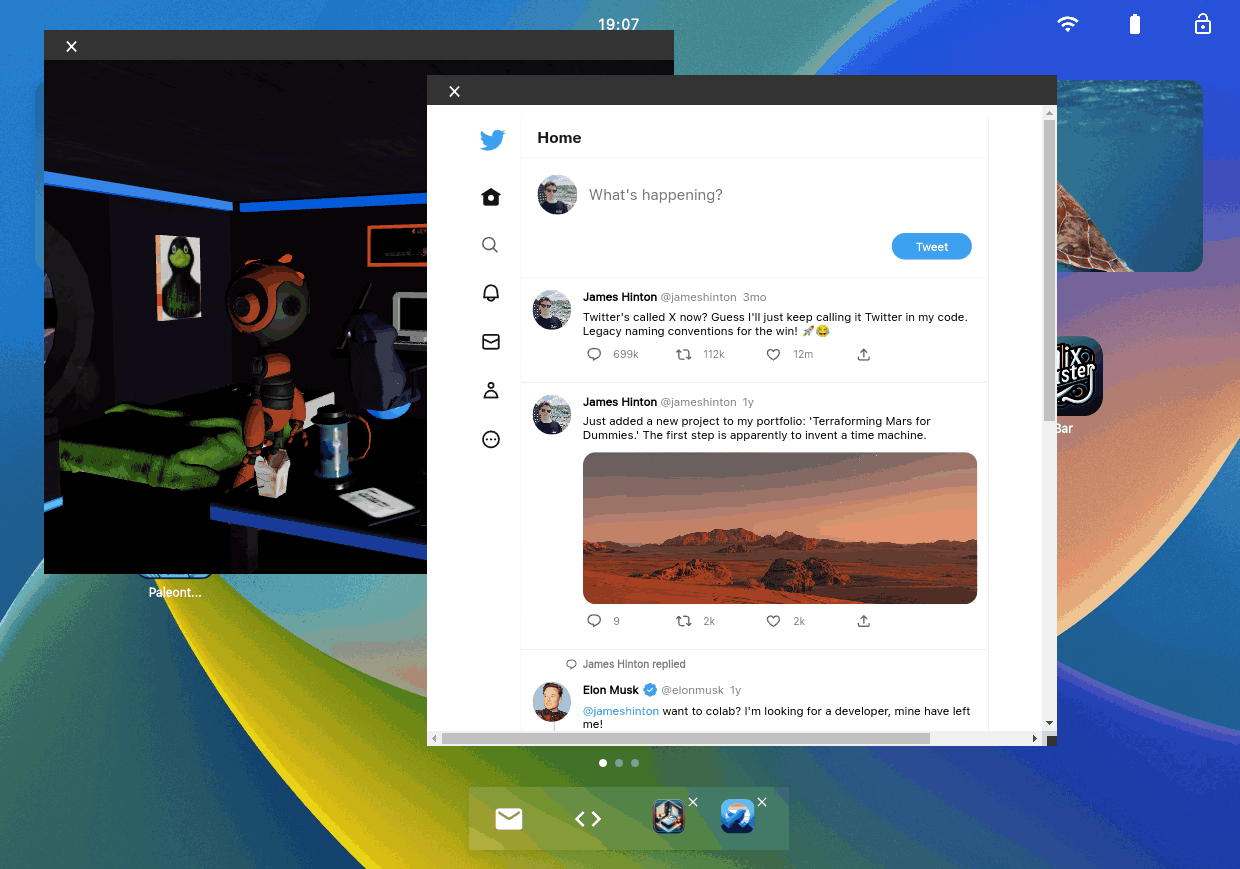 19:07
Home
What's happening?
Tweet
James Hinton @jameshinton 3mo
Twitter's called X now? Guess I'll just keep calling it Twitter in my code.
Legacy naming conventions for the win! 🚀😂
699k 112k 12m
James Hinton @jameshinton 1y
Just added a new project to my portfolio: 'Terraforming Mars for
Dummies.' The first step is apparently to invent a time machine.
9 2k 2k
James Hinton replied
Elon Musk @elonmusk 1y
@jameshinton want to colab? I'm looking for a developer, mine have left
me!
Paleont...
Bar